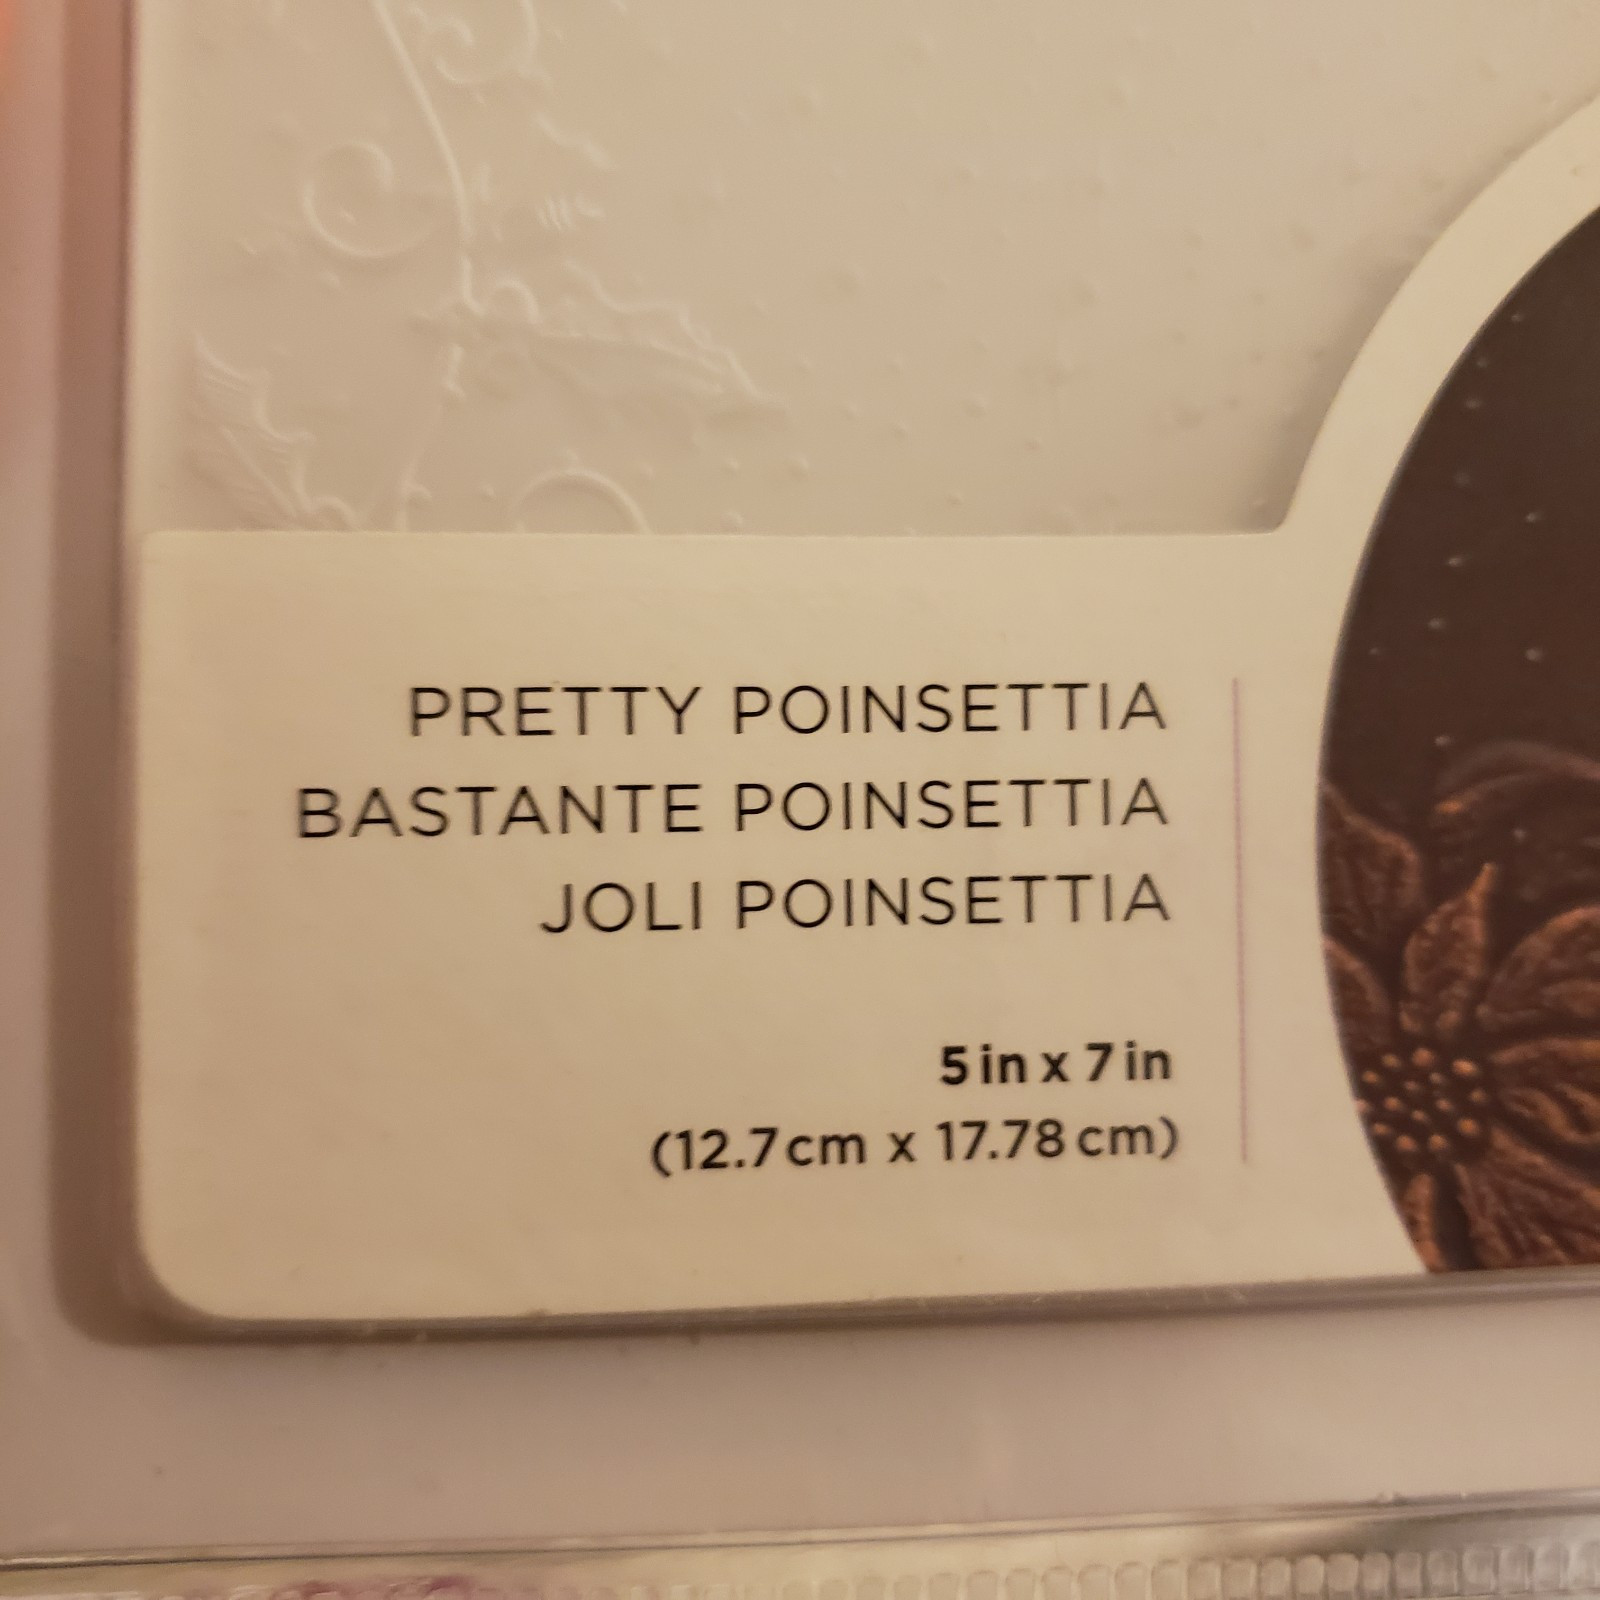 PRETTY POINSETTIA
BASTANTE POINSETTIA
JOLI POINSETTIA
5 in x 7 in
(12.7 cm x 17.78 cm)